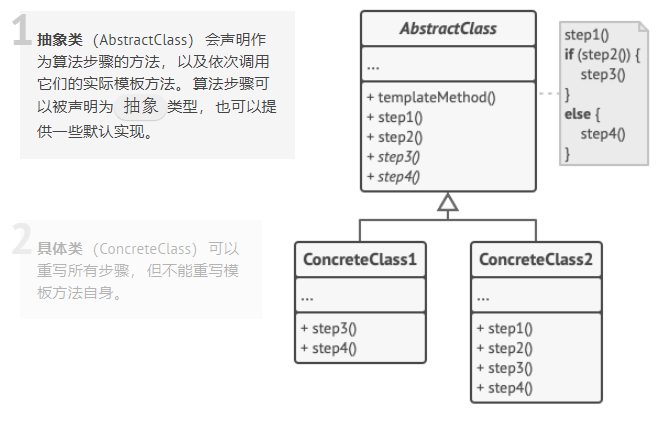 1
抽象类（AbstractClass）会声明作
为算法步骤的方法，以及依次调用
它们的实际模板方法。算法步骤可
以被声明为 抽象 类型，也可以提
供一些默认实现。
AbstractClass
...
+ templateMethod()
+ step1()
+ step2()
+ step3()
+ step4()
step1()
if (step2()) {
step3()
}
else {
step4()
}
2
具体类（ConcreteClass）可以
重写所有步骤，但不能重写模
板方法自身。
ConcreteClass1
...
+ step3()
+ step4()
ConcreteClass2
...
+ step1()
+ step2()
+ step3()
+ step4()